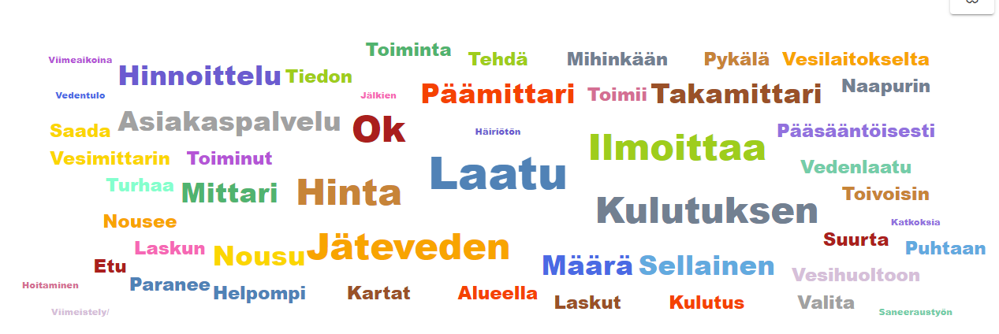 Toiminta
Viimeaikoina Tehdä Mihinkään Pykälä Vesilaitokselta
Hinnoittelu Tiedon
Naapurin
Vedentulo Jälkien Päämittari Toimii Takamittari
Asiakaspalvelu
Saada Ok Häiriötön Pääsääntöisesti
Ilmoittaa
Vesimittarin Toiminut
Laatu Vedenlaatu
Turhaa Mittari Hinta Toivoisin
Kulutuksen
Nousee Katkoksia
Suurta
Laskun Nousu Jäteveden Puhtaan
Etu Määrä Sellainen
Vesihuoltoon
Hoitaminen Paranee
Helpompi Kartat Alueella
Laskut Kulutus Valita
Viimeistely/ Saneeraustyön